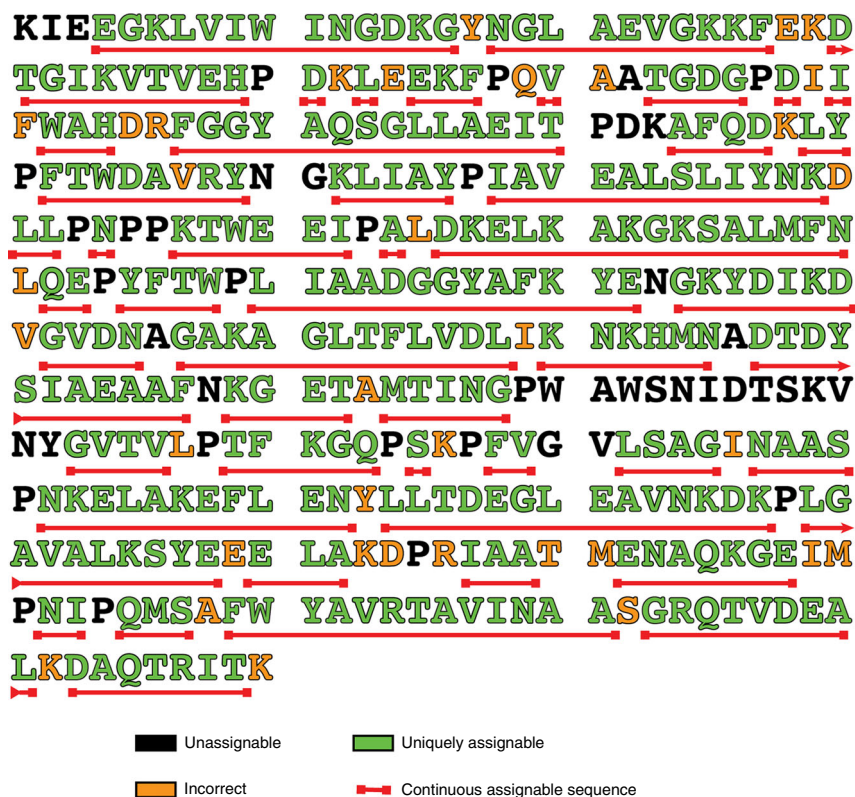 KIEEGKLVIW INGDKGYNGL AEVGKKFEKD
TGIKVTVEHP DKLEEKFPQV AATGDGPDII
FWAHDRFGGY AQSGLLAEIT PDKAFQDKLY
PFTWDAVRYN GKLIAYPIAV EALSLIYNKD
LLPNPPKTWE EIPALDKELK AKGKSALMFN
LQEPYFTWPL IAADGGYAFK YENGKYDIKD
VGVDNAGAKA GLTFLVDLIK NKHMNADTDY
SIAEAAFNKG ETAMTINGPW AWSNIDTSKV
NYGVTVLPTF KGQPSKPFVG VLSAGINAAS
PNKELAKEFL ENYLLTDEGL EAVNKDKPLG
AVALKSYEEE LAKDPRIAAT MENAQKGEIM
PNIPQMSAFW YAVRTAVINA ASGRQTVDEA
LKDAQTRITK
Unassignable Uniquely assignable
Incorrect Continuous assignable sequence